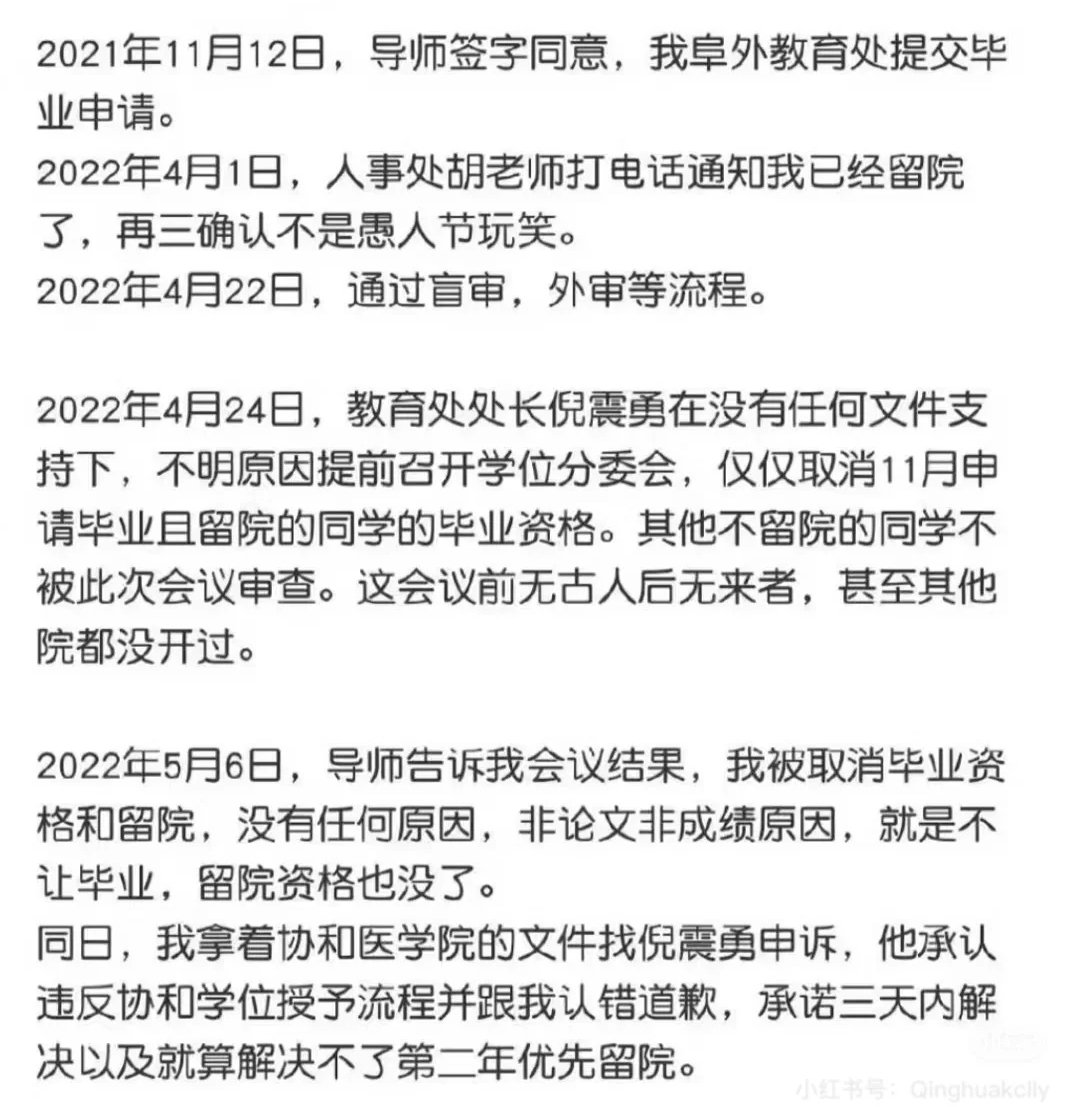 2021年11月12日，导师签字同意，我阜外教育处提交毕
业申请。
2022年4月1日，人事处胡老师打电话通知我已经留院
了，再三确认不是愚人节玩笑。
2022年4月22日，通过盲审，外审等流程。
2022年4月24日，教育处处长倪震勇在没有任何文件支
持下，不明原因提前召开学位分委会，仅仅取消11月申
请毕业且留院的同学的毕业资格。其他不留院的同学不
被此次会议审查。这会议前无古人后无来者，甚至其他
院都没开过。
2022年5月6日，导师告诉我会议结果，我被取消毕业资
格和留院，没有任何原因，非论文非成绩原因，就是不
让毕业，留院资格也没了。
同日，我拿着协和医学院的文件找倪震勇申诉，他承认
违反协和学位授予流程并跟我认错道歉，承诺三天内解
决以及就算解决不了第二年优先留院。
小红书
小红书号：Qinghuakclly